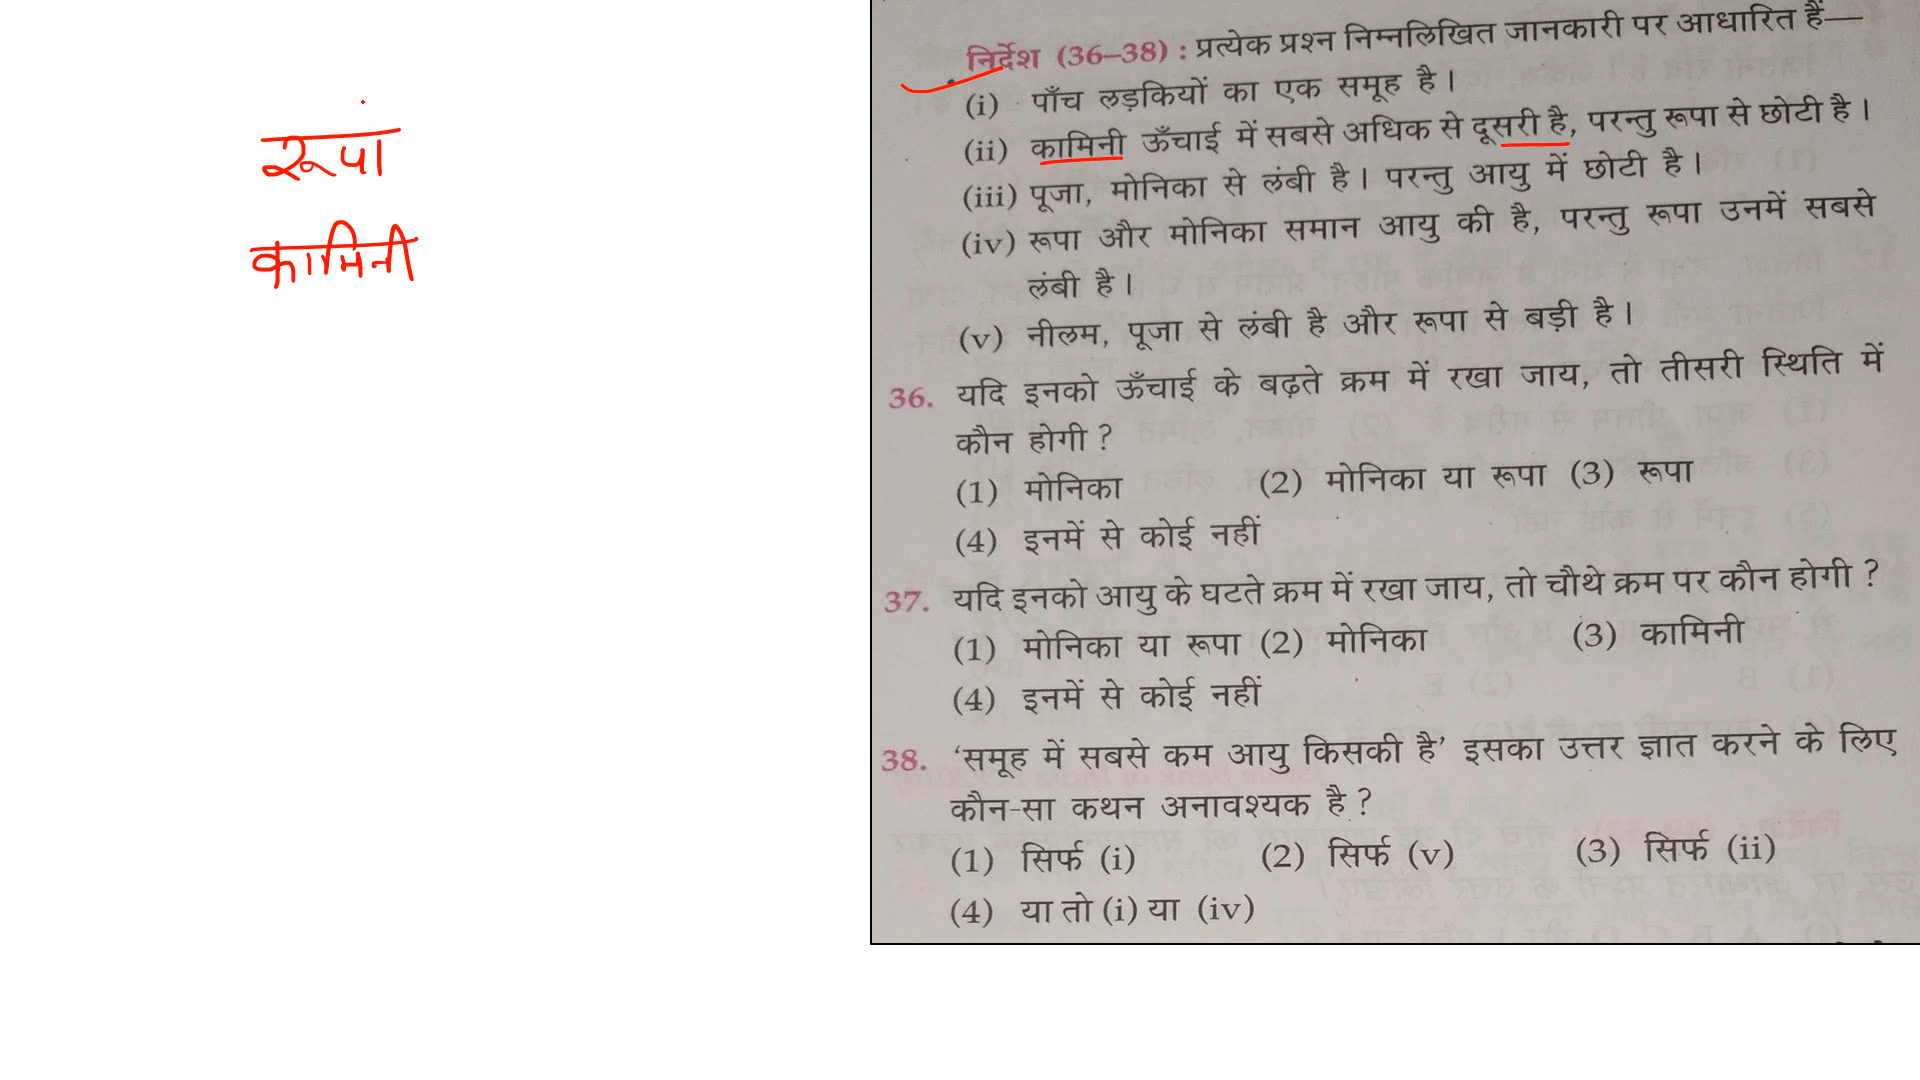 रूपा
कामिनी
निर्देश (36–38) : प्रत्येक प्रश्न निम्नलिखित जानकारी पर आधारित हैं—
(i) पाँच लड़कियों का एक समूह है।
(ii) कामिनी ऊँचाई में सबसे अधिक से दूसरी है, परन्तु रूपा से छोटी है।
(iii) पूजा, मोनिका से लंबी है। परन्तु आयु में छोटी है।
(iv) रूपा और मोनिका समान आयु की है, परन्तु रूपा उनमें सबसे
लंबी है।
(v) नीलम, पूजा से लंबी है और रूपा से बड़ी है।
36. यदि इनको ऊँचाई के बढ़ते क्रम में रखा जाय, तो तीसरी स्थिति में
कौन होगी ?
(1) मोनिका (2) मोनिका या रूपा (3) रूपा
(4) इनमें से कोई नहीं
37. यदि इनको आयु के घटते क्रम में रखा जाय, तो चौथे क्रम पर कौन होगी ?
(1) मोनिका या रूपा (2) मोनिका (3) कामिनी
(4) इनमें से कोई नहीं
38. ‘समूह में सबसे कम आयु किसकी है’ इसका उत्तर ज्ञात करने के लिए
कौन-सा कथन अनावश्यक है ?
(1) सिर्फ (i) (2) सिर्फ (v) (3) सिर्फ (ii)
(4) या तो (i) या (iv)